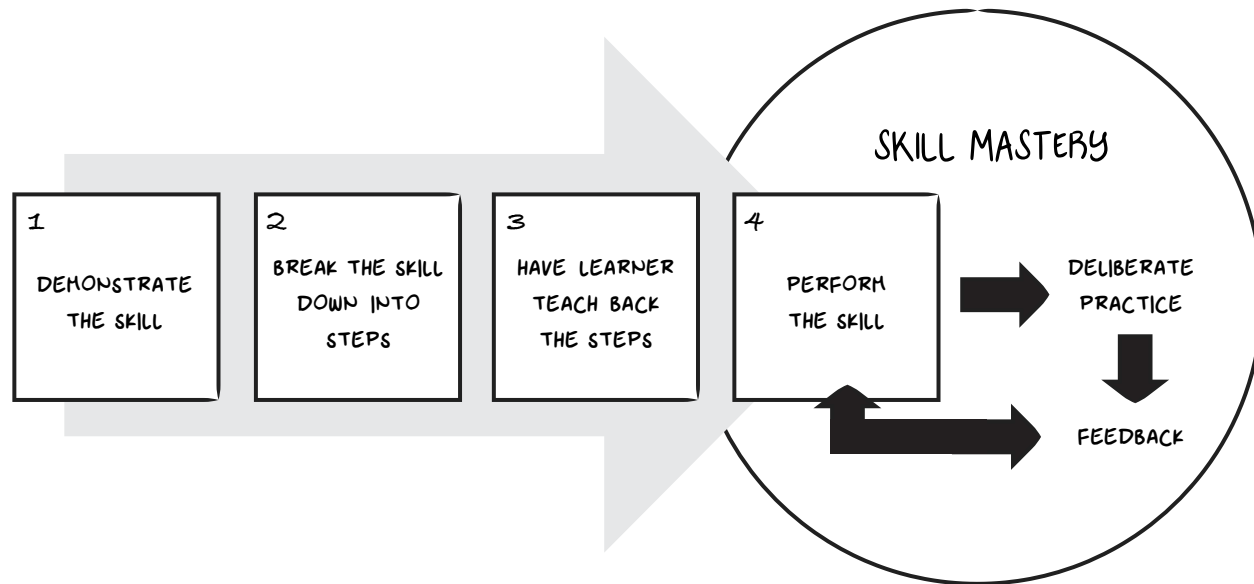 SKILL MASTERY
1
DEMONSTRATE
THE SKILL
2
BREAK THE SKILL
DOWN INTO
STEPS
3
HAVE LEARNER
TEACH BACK
THE STEPS
4
PERFORM
THE SKILL
DELIBERATE
PRACTICE
FEEDBACK